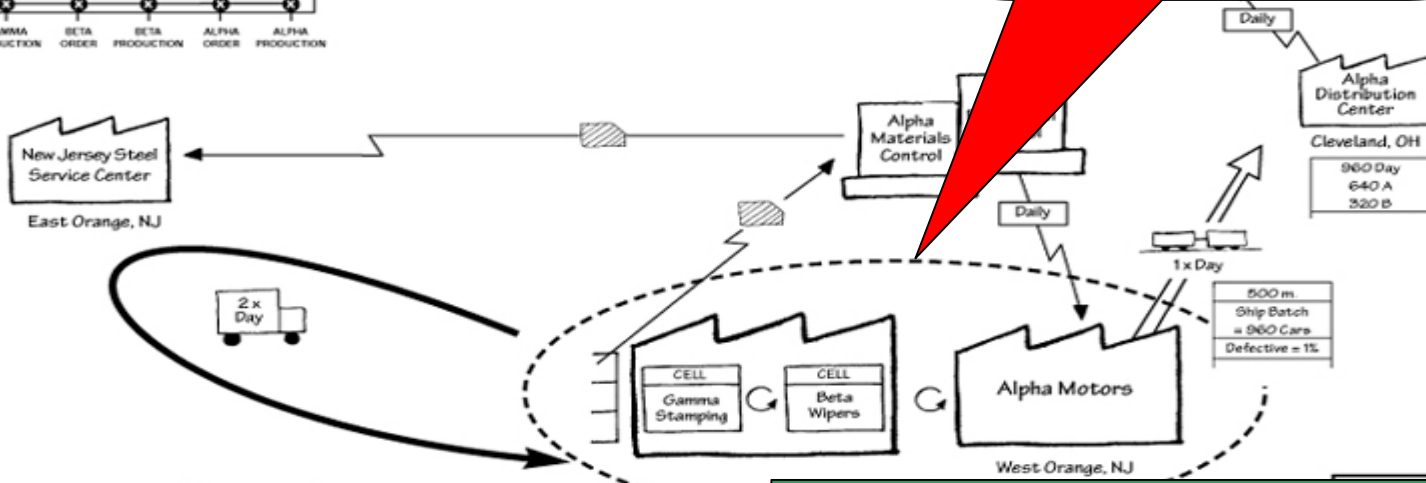 BETA
ORDER
BETA
PRODUCTION
ALPHA
ORDER
ALPHA
PRODUCTION
Daily
Alpha
Distribution
Center
Cleveland, OH
960 Day
640 A
320 B
New Jersey Steel
Service Center
East Orange, NJ
Alpha
Materials
Control
Daily
2 x
Day
1 x Day
500 m.
Ship Batch
= 960 Cars
Defective = 1%
CELL
Gamma
Stamping
CELL
Beta
Wipers
Alpha Motors
West Orange, NJ